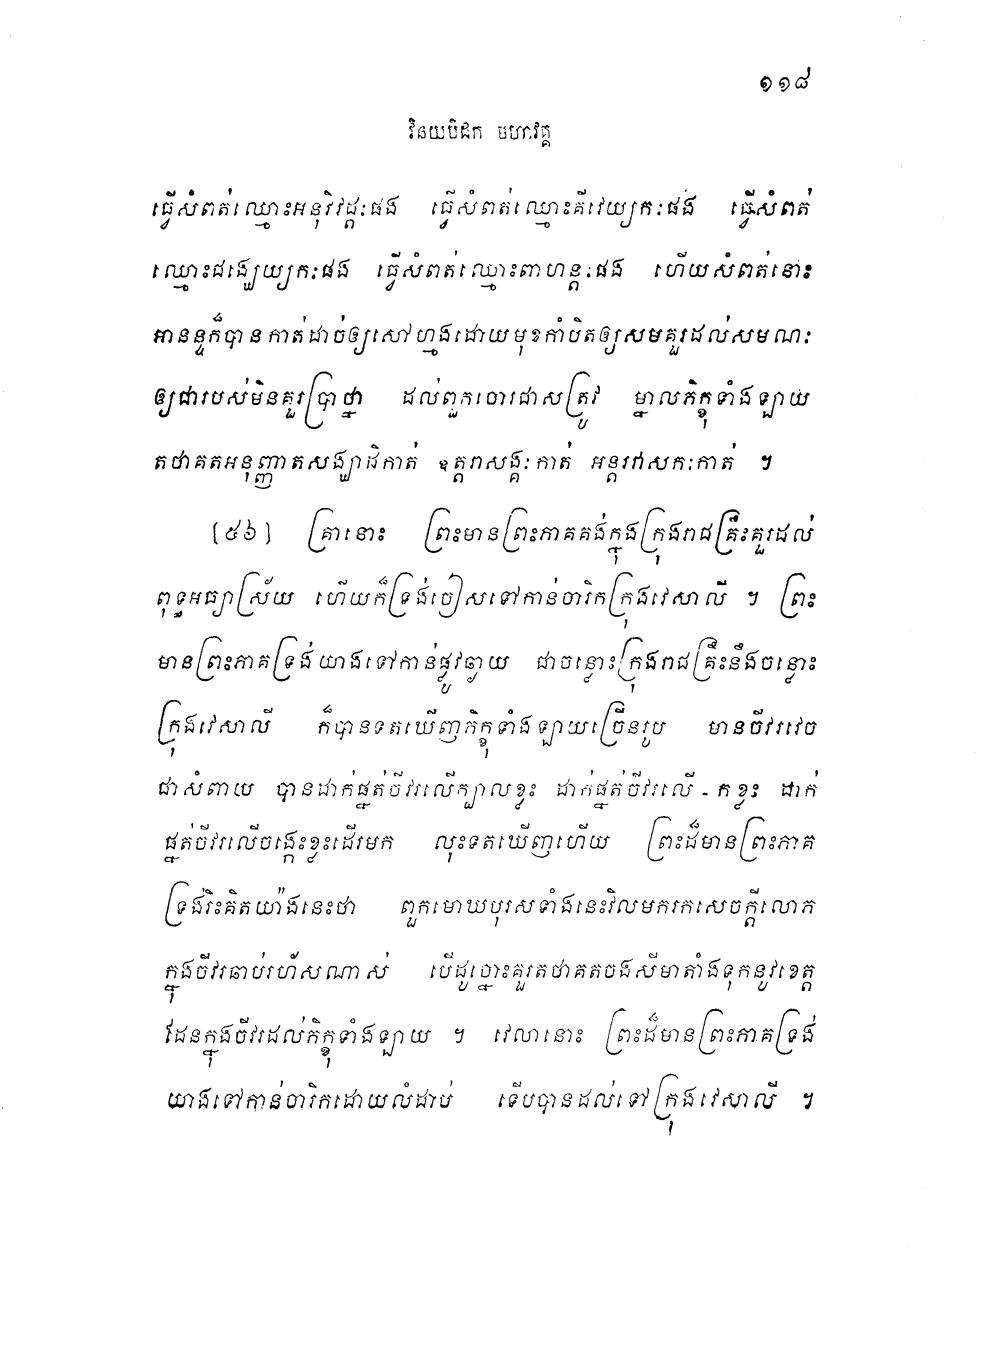 ១១៨
វិនយបិដក មហាវគ្គ
ធ្វើសំពត់ឈ្មោះអនុវិវដ្ដៈផង ធ្វើសំពត់ឈ្មោះគីវេយ្យកៈផង ធ្វើសំពត់
ឈ្មោះជង្ឃេយ្យកៈផង ធ្វើសំពត់ឈ្មោះពាហន្តៈផង ហើយសំពត់នោះ
អានន្ទក៏បានកាត់ដាច់ឲ្យសៅហ្មងដោយមុខកាំបិតឲ្យសមគួរដល់សមណៈ
ឲ្យជារបស់មិនគួរប្រាថ្នា ដល់ពួកចោរជាសត្រូវ ម្នាលភិក្ខុទាំងឡាយ
តថាគតអនុញ្ញាតសង្ឃាដិកាត់ ឧត្តរាសង្គៈកាត់ អន្តរវាសកៈកាត់ ។
[៥៦] គ្រានោះ ព្រះមានព្រះភាគគង់ក្នុងក្រុងរាជគ្រឹះគួរដល់
ពុទ្ធអធ្យាស្រ័យ ហើយក៏ទ្រង់ចៀសទៅកាន់ចារិកក្រុងវេសាលី ។ ព្រះ
មានព្រះភាគទ្រង់យាងទៅកាន់ផ្លូវឆ្ងាយ ជាចន្លោះក្រុងរាជគ្រឹះនឹងចន្លោះ
ក្រុងវេសាលី ក៏បានទតឃើញភិក្ខុទាំងឡាយច្រើនរូប មានចីវរវេច
ជាសំពាយ បានដាក់ផ្នត់ចីវរលើក្បាលខ្លះ ដាក់ផ្នត់ចីវរលើ-កខ្លះ ដាក់
ផ្នត់ចីវរលើចង្កេះខ្លះដើរមក លុះទតឃើញហើយ ព្រះដ៏មានព្រះភាគ
ទ្រង់រិះគិតយ៉ាងនេះថា ពួកមោឃបុរសទាំងនេះវិលមករកសេចក្ដីលោភ
ក្នុងចីវរឆាប់រហ័សណាស់ បើដូច្នោះគួរតថាគតចងសីមាតាំងទុកនូវខេត្ត
ដែនក្នុងចីវរដល់ភិក្ខុទាំងឡាយ ។ វេលានោះ ព្រះដ៏មានព្រះភាគទ្រង់
យាងទៅកាន់ចារិកដោយលំដាប់ ទើបបានដល់ទៅក្រុងវេសាលី ។